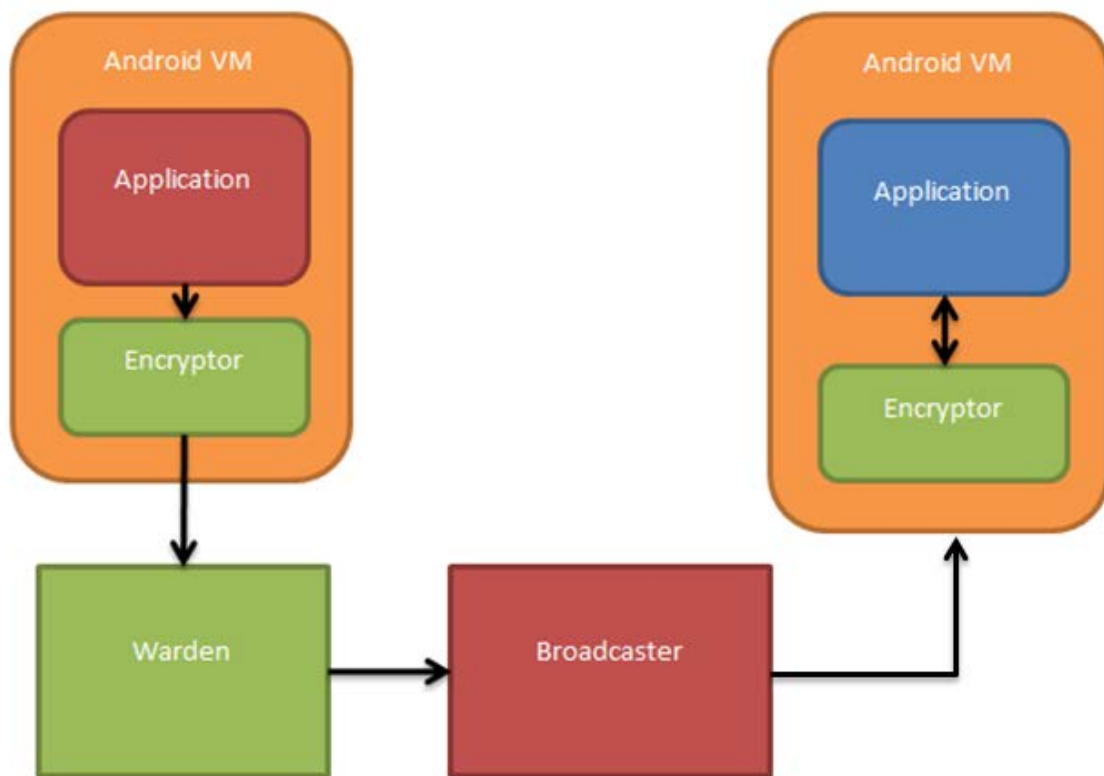 Android VM
Application
Encryptor
Android VM
Application
Encryptor
Warden
Broadcaster